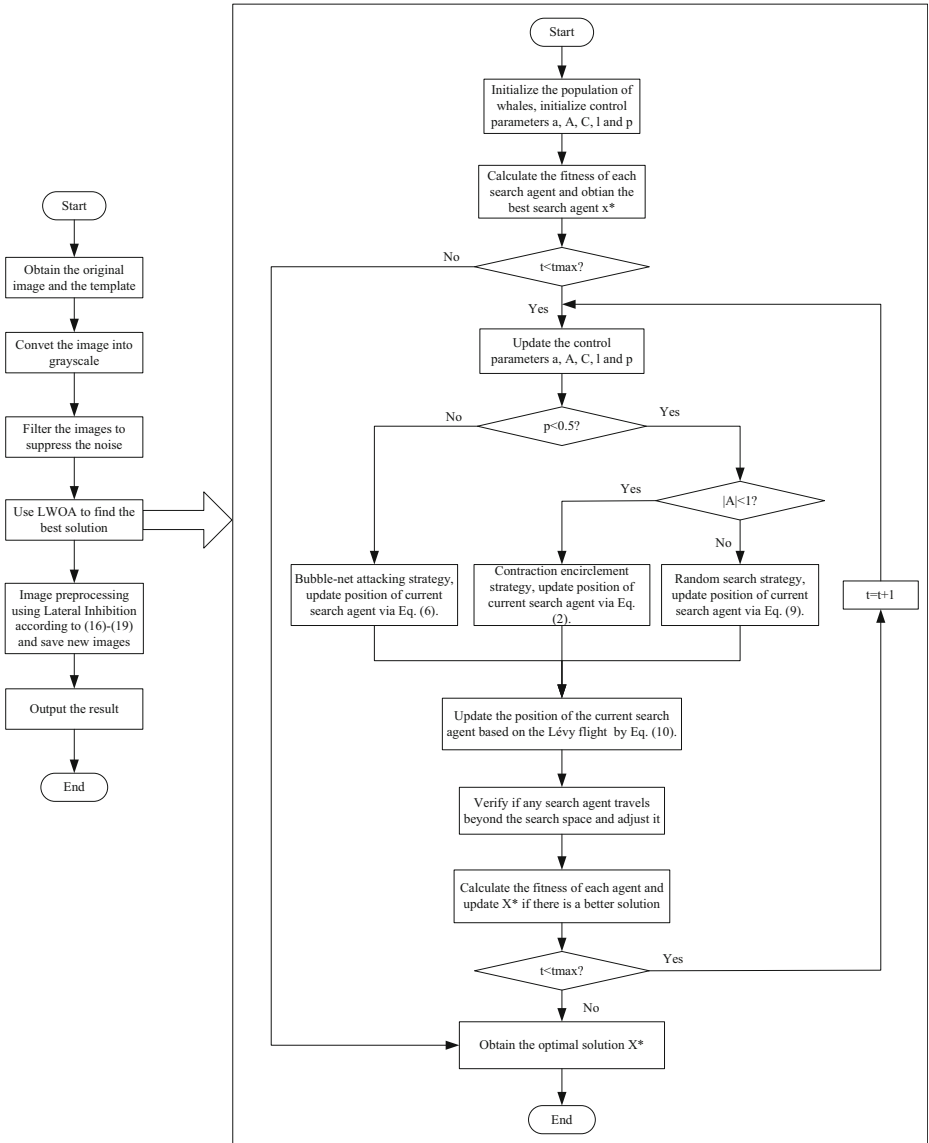 Start
Obtain the original
image and the template
Convet the image into
grayscale
Filter the images to
suppress the noise
Use LWOA to find the
best solution
Image preprocessing
using Lateral Inhibition
according to (16)-(19)
and save new images
Output the result
End
Start
Initialize the population of
whales, initialize control
parameters a, A, C, l and p
Calculate the fitness of each
search agent and obtian the
best search agent x*
No
t<tmax?
Yes
Update the control
parameters a, A, C, l and p
No
p<0.5?
Yes
Yes
|A|<1?
No
Bubble-net attacking strategy,
update position of current
search agent via Eq. (6).
Contraction encirclement
strategy, update position of
current search agent via Eq.
(2).
Random search strategy,
update position of current
search agent via Eq. (9).
t=t+1
Update the position of the current search
agent based on the Lévy flight by Eq. (10).
Verify if any search agent travels
beyond the search space and adjust it
Calculate the fitness of each agent and
update X* if there is a better solution
t<tmax?
Yes
No
Obtain the optimal solution X*
End